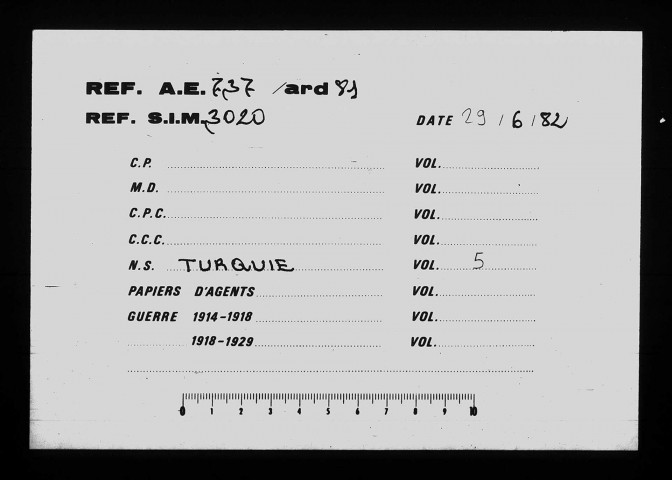 REF. A.E. 737 /ard 81
REF. S.I.M. 3020 DATE 29 / 6 / 82
C.P. VOL.
M.D. VOL.
C.P.C. VOL.
C.C.C. VOL.
N.S. TURQUIE VOL. 5
PAPIERS D'AGENTS VOL.
GUERRE 1914-1918 VOL.
1918-1929 VOL.
0 1 2 3 4 5 6 7 8 9 10